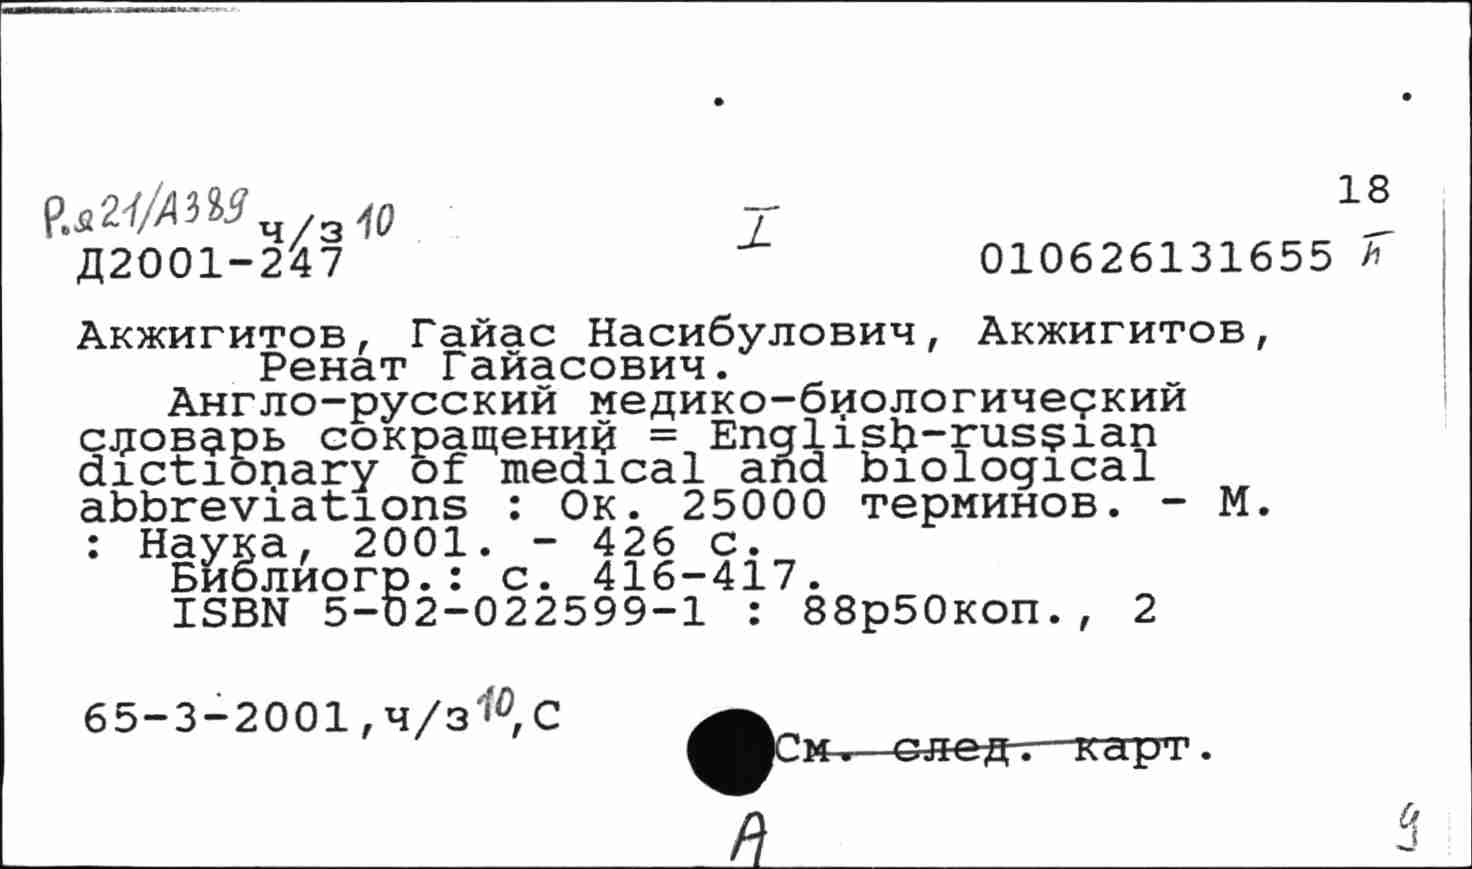 18
Р.я21/А389 ч/з 10
Д2001-247 I 010626131655
Акжигитов, Гайас Насибулович, Акжигитов,
Ренат Гайасович.
Англо-русский медико-биологический
словарь сокращений = English-russian
dictionary of medical and biological
abbreviations : Ок. 25000 терминов. - М.
: Наука, 2001. - 426 с.
Библиогр.: с. 416-417.
ISBN 5-02-022599-1 : 88р50коп., 2
65-3-2001,ч/з 10,С
См. след. карт.
А
9